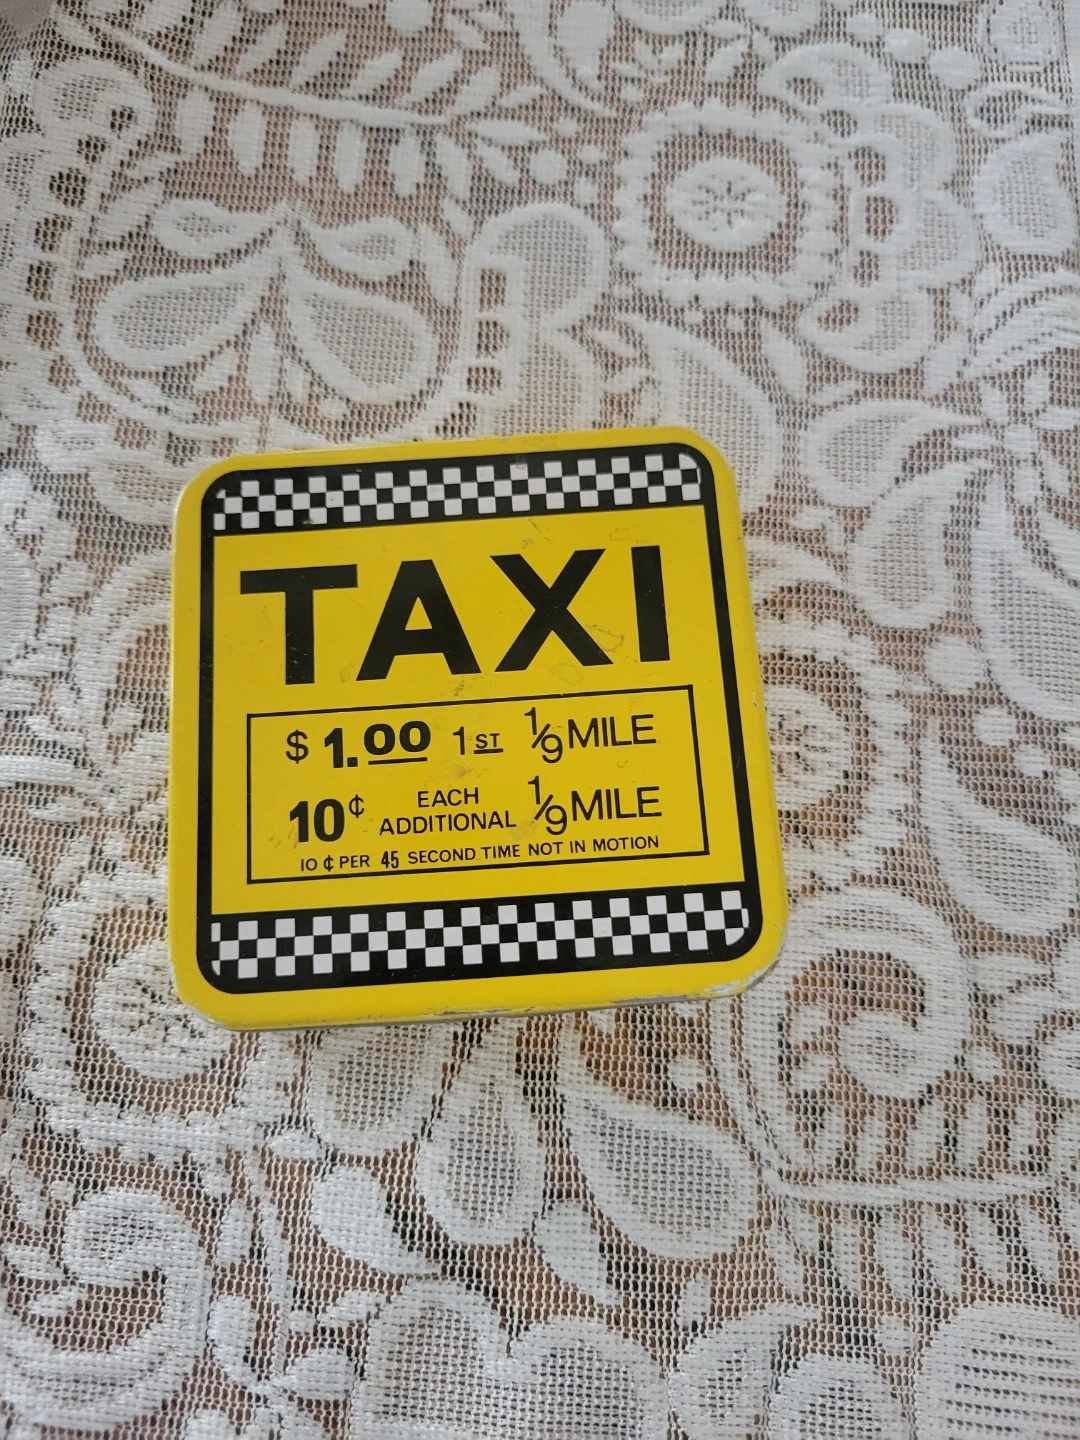 TAXI
$ 1.00 1ST 1/9 MILE
10¢ EACH ADDITIONAL 1/9 MILE
10 ¢ PER 45 SECOND TIME NOT IN MOTION